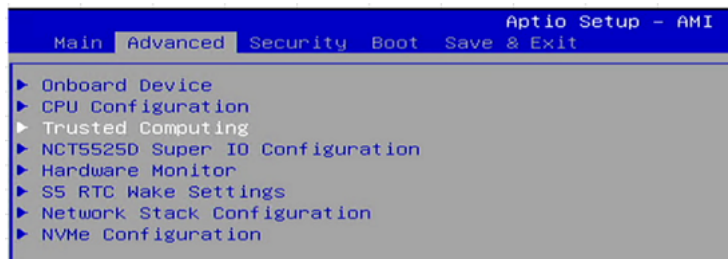 Aptio Setup - AMI
Main Advanced Security Boot Save & Exit
Onboard Device
CPU Configuration
Trusted Computing
NCT5525D Super IO Configuration
Hardware Monitor
S5 RTC Wake Settings
Network Stack Configuration
NVMe Configuration